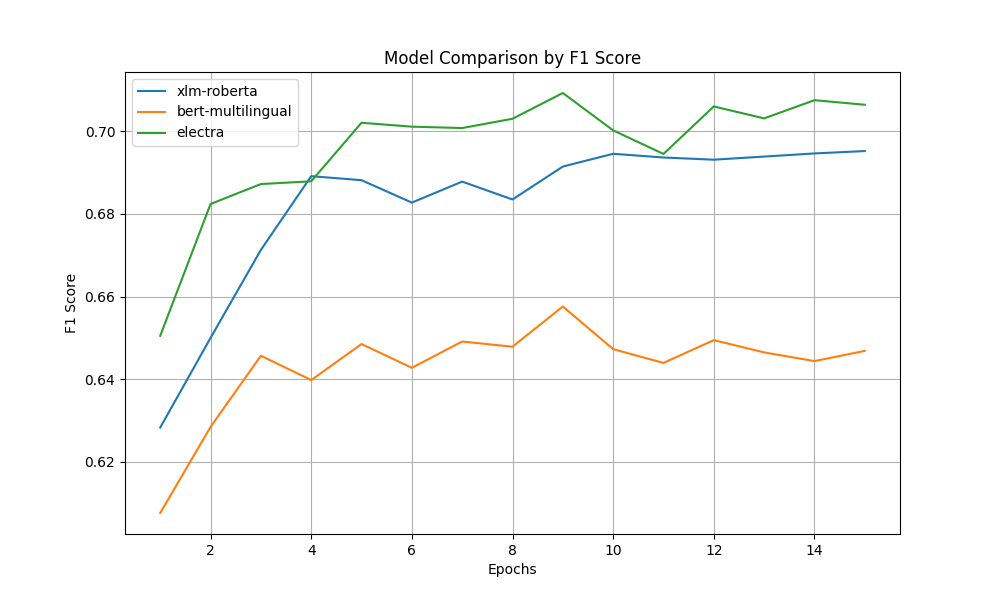 Model Comparison by F1 Score
xlm-roberta
bert-multilingual
electra
F1 Score
0.70
0.68
0.66
0.64
0.62
2 4 6 8 10 12 14
Epochs